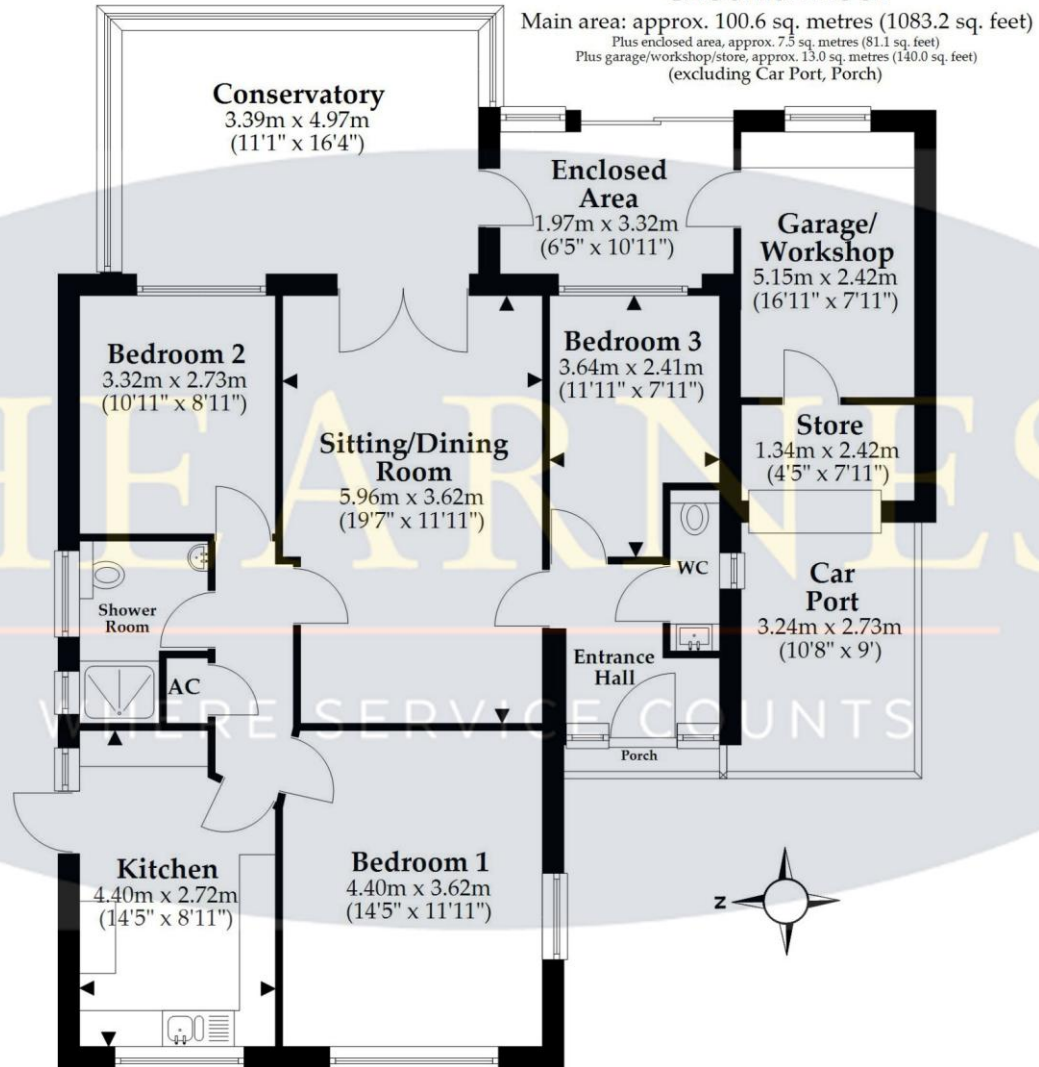 Main area: approx. 100.6 sq. metres (1083.2 sq. feet)
Plus enclosed area, approx. 7.5 sq. metres (81.1 sq. feet)
Plus garage/workshop/store, approx. 13.0 sq. metres (140.0 sq. feet)
(excluding Car Port, Porch)
Conservatory
3.39m x 4.97m
(11'1" x 16'4")
Enclosed
Area
1.97m x 3.32m
(6'5" x 10'11")
Garage/
Workshop
5.15m x 2.42m
(16'11" x 7'11")
Bedroom 2
3.32m x 2.73m
(10'11" x 8'11")
Sitting/Dining
Room
5.96m x 3.62m
(19'7" x 11'11")
Bedroom 3
3.64m x 2.41m
(11'11" x 7'11")
Store
1.34m x 2.42m
(4'5" x 7'11")
HEARNES
WC
Car
Port
3.24m x 2.73m
(10'8" x 9')
Shower
Room
AC
Entrance
Hall
Porch
WHERE SERVICE COUNTS
Kitchen
4.40m x 2.72m
(14'5" x 8'11")
Bedroom 1
4.40m x 3.62m
(14'5" x 11'11")
N